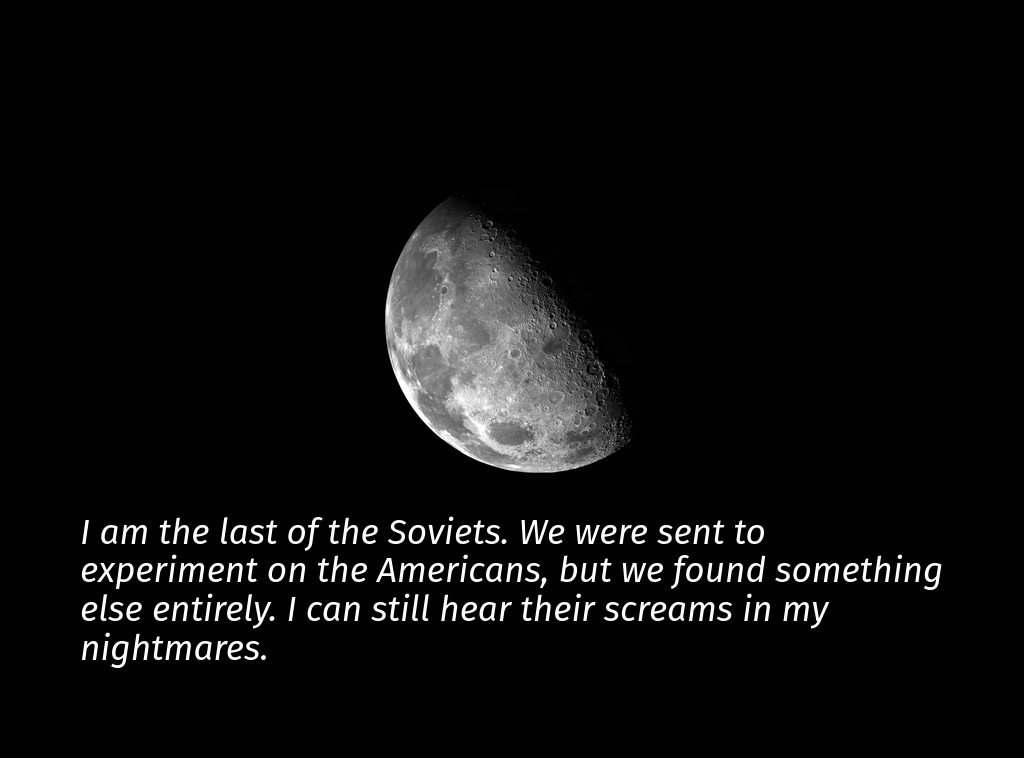 I am the last of the Soviets. We were sent to
experiment on the Americans, but we found something
else entirely. I can still hear their screams in my
nightmares.